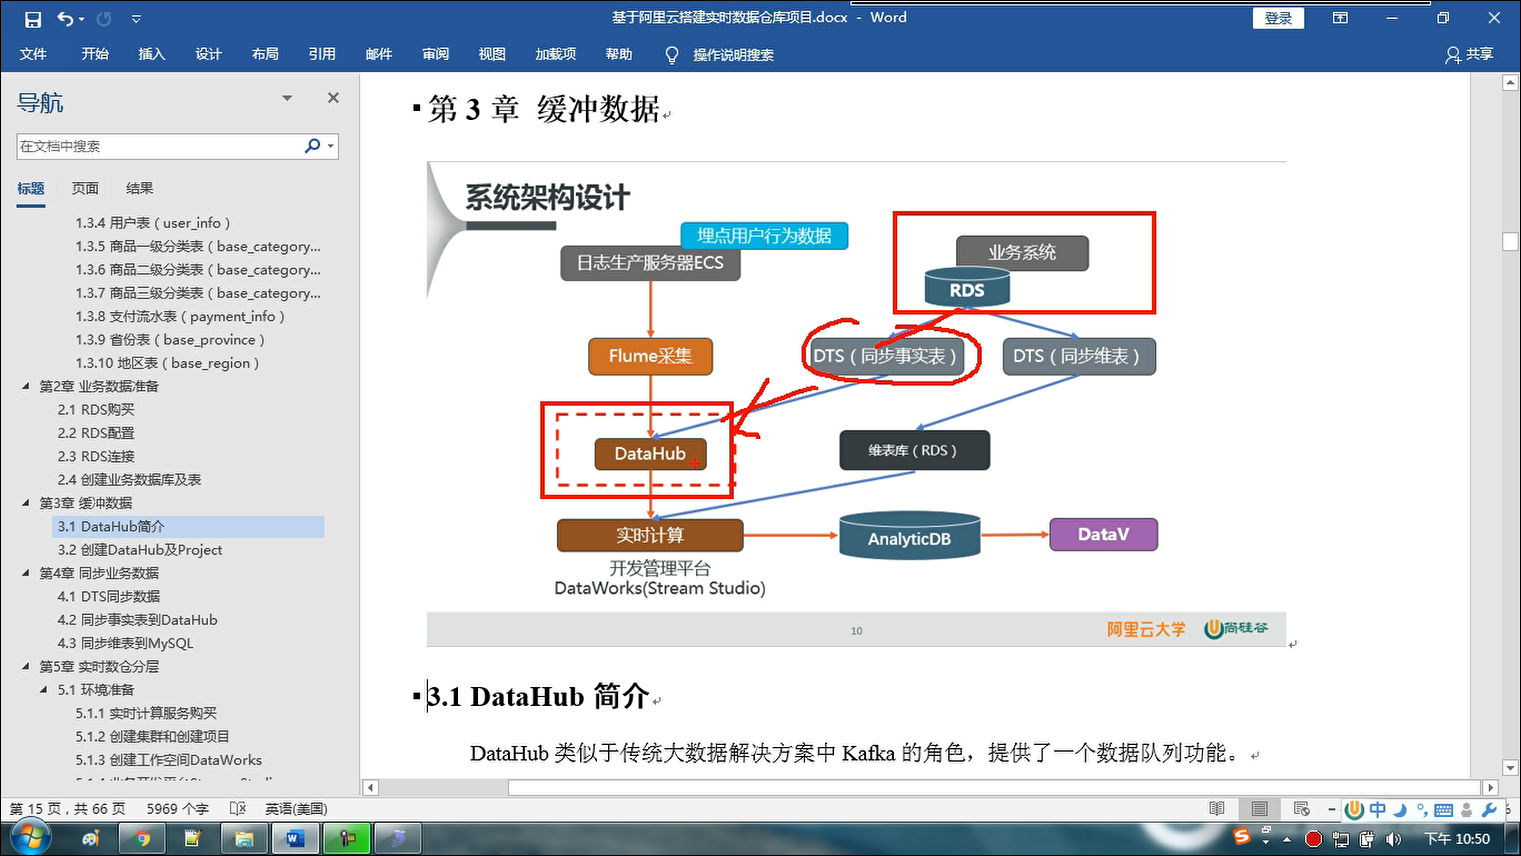 基于阿里云搭建实时数据仓库项目.docx - Word
登录
文件 开始 插入 设计 布局 引用 邮件 审阅 视图 加载项 帮助 操作说明搜索 共享
导航
在文档中搜索
标题 页面 结果
1.3.4 用户表（user_info）
1.3.5 商品一级分类表（base_category...
1.3.6 商品二级分类表（base_category...
1.3.7 商品三级分类表（base_category...
1.3.8 支付流水表（payment_info）
1.3.9 省份表（base_province）
1.3.10 地区表（base_region）
第2章 业务数据准备
2.1 RDS购买
2.2 RDS配置
2.3 RDS连接
2.4 创建业务数据库及表
第3章 缓冲数据
3.1 DataHub简介
3.2 创建DataHub及Project
第4章 同步业务数据
4.1 DTS同步数据
4.2 同步事实表到DataHub
4.3 同步维表到MySQL
第5章 实时数仓分层
5.1 环境准备
5.1.1 实时计算服务购买
5.1.2 创建集群和创建项目
5.1.3 创建工作空间DataWorks
第 3 章 缓冲数据
系统架构设计
埋点用户行为数据
日志生产服务器ECS
业务系统
RDS
Flume采集
DTS（同步事实表）
DTS（同步维表）
DataHub
维表库（RDS）
实时计算
AnalyticDB
DataV
开发管理平台
DataWorks(Stream Studio)
10
阿里云大学
尚硅谷
3.1 DataHub 简介
DataHub 类似于传统大数据解决方案中 Kafka 的角色，提供了一个数据队列功能。
第 15 页，共 66 页 5969 个字 英语(美国)
中
下午 10:50